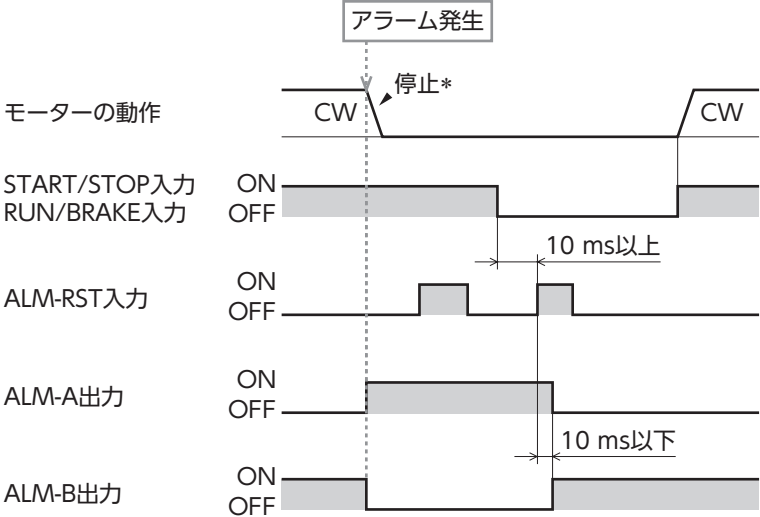 アラーム発生
停止*
モーターの動作
CW
CW
START/STOP入力
RUN/BRAKE入力
ON
OFF
10 ms以上
ALM-RST入力
ON
OFF
ALM-A出力
ON
OFF
10 ms以下
ALM-B出力
ON
OFF